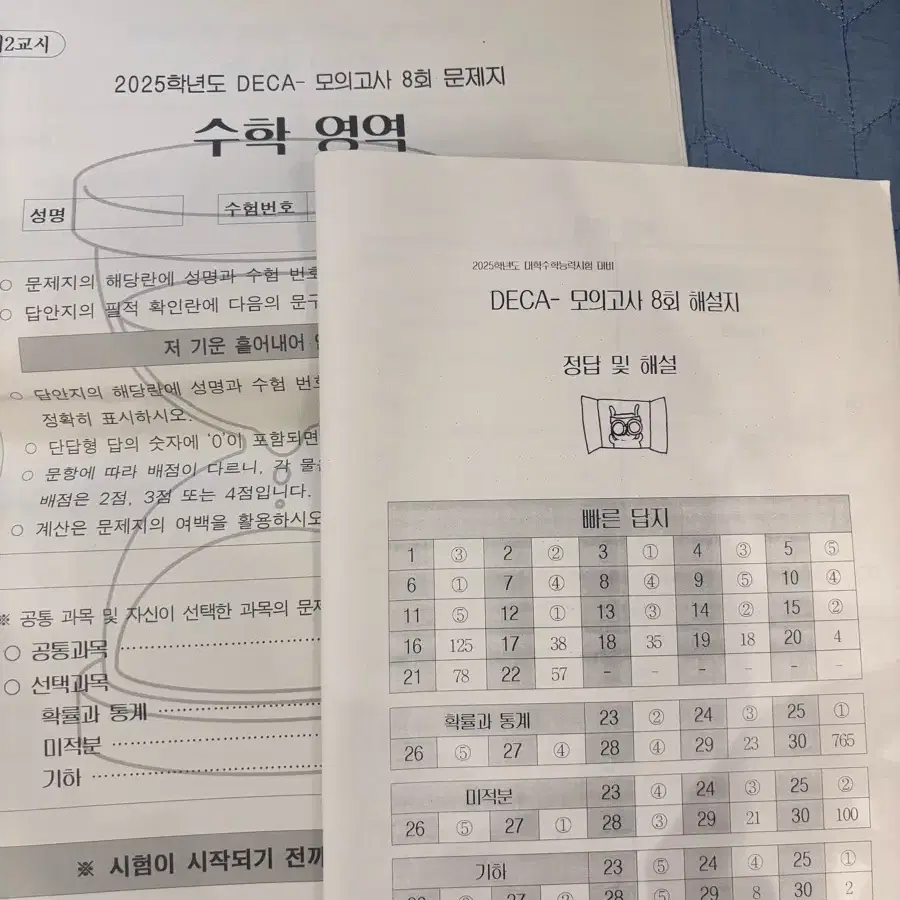 2교시
2025학년도 DECA- 모의고사 8회 문제지
수학 영역
성명
수험번호
○ 문제지의 해당란에 성명과 수험 번호
○ 답안지의 필적 확인란에 다음의 문구
저 기운 흩어내어
○ 답안지의 해당란에 성명과 수험 번호
정확히 표시하시오.
○ 단답형 답의 숫자에 '0'이 포함되면
○ 문항에 따라 배점이 다르니, 각 물
배점은 2점, 3점 또는 4점입니다.
○ 계산은 문제지의 여백을 활용하시오
※ 공통 과목 및 자신이 선택한 과목의 문제
○ 공통과목
○ 선택과목
확률과 통계
미적분
기하
※ 시험이 시작되기 전까
2025학년도 대학수학능력시험 대비
DECA- 모의고사 8회 해설지
정답 및 해설
빠른 답지
1 ③ 2 ② 3 ① 4 ③ 5 ⑤
6 ① 7 ④ 8 ④ 9 ⑤ 10 ④
11 ⑤ 12 ① 13 ③ 14 ② 15 ②
16 125 17 38 18 35 19 18 20 4
21 78 22 57 - - - - - -
확률과 통계 23 ② 24 ③ 25 ①
26 ⑤ 27 ④ 28 ④ 29 23 30 765
미적분 23 ④ 24 ③ 25 ②
26 ⑤ 27 ① 28 ③ 29 21 30 100
기하 23 ⑤ 24 ④ 25 ①
27 28 ⑤ 29 8 30 2